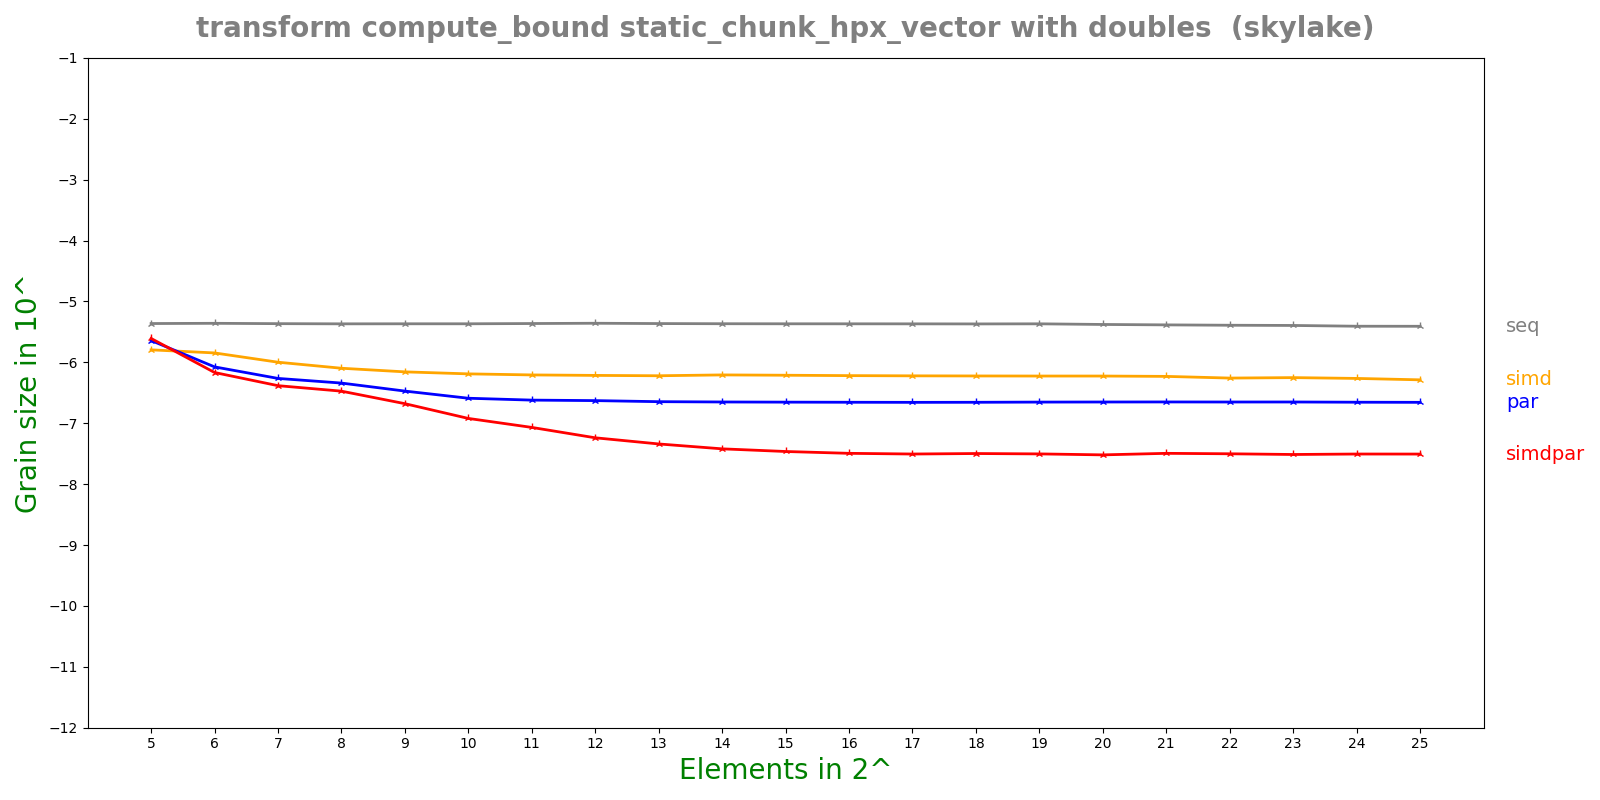 transform compute_bound static_chunk_hpx_vector with doubles  (skylake)
−1
−2
−3
−4
−5
−6
−7
−8
−9
−10
−11
−12
Grain size in 10^
5 6 7 8 9 10 11 12 13 14 15 16 17 18 19 20 21 22 23 24 25
Elements in 2^
seq
simd
par
simdpar